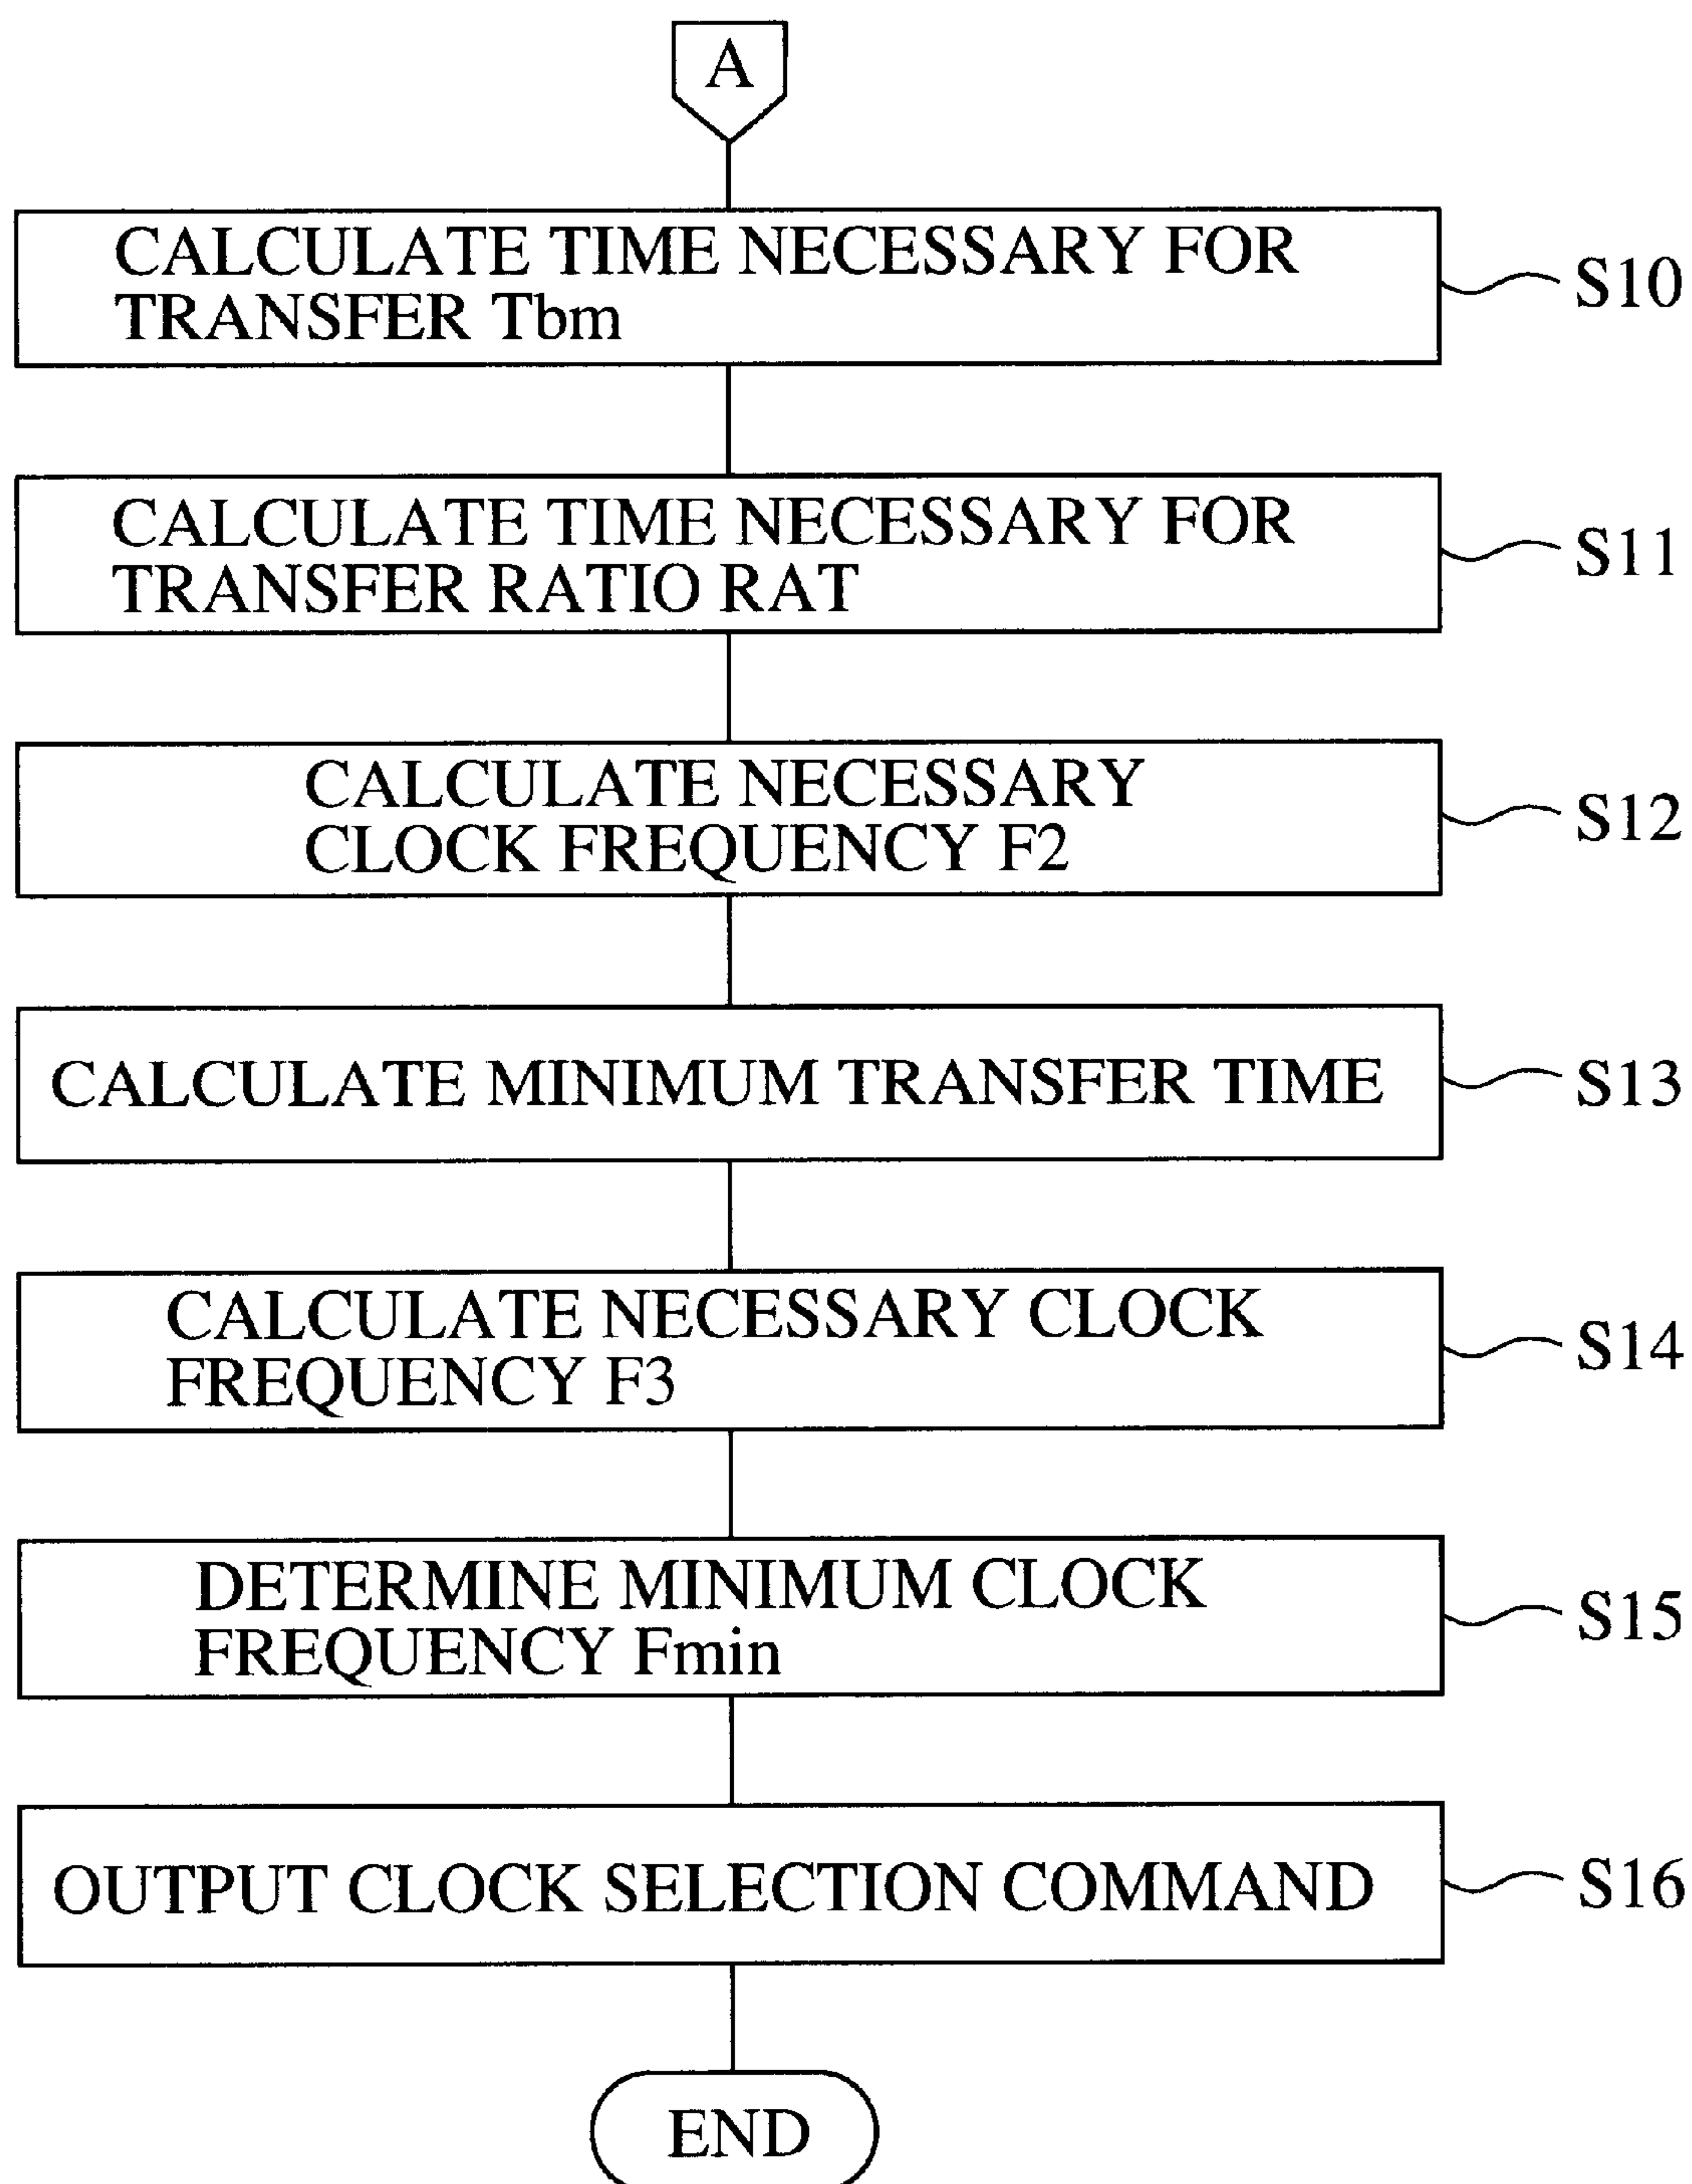 A
CALCULATE TIME NECESSARY FOR
TRANSFER Tbm
S10
CALCULATE TIME NECESSARY FOR
TRANSFER RATIO RAT
S11
CALCULATE NECESSARY
CLOCK FREQUENCY F2
S12
CALCULATE MINIMUM TRANSFER TIME
S13
CALCULATE NECESSARY CLOCK
FREQUENCY F3
S14
DETERMINE MINIMUM CLOCK
FREQUENCY Fmin
S15
OUTPUT CLOCK SELECTION COMMAND
S16
END